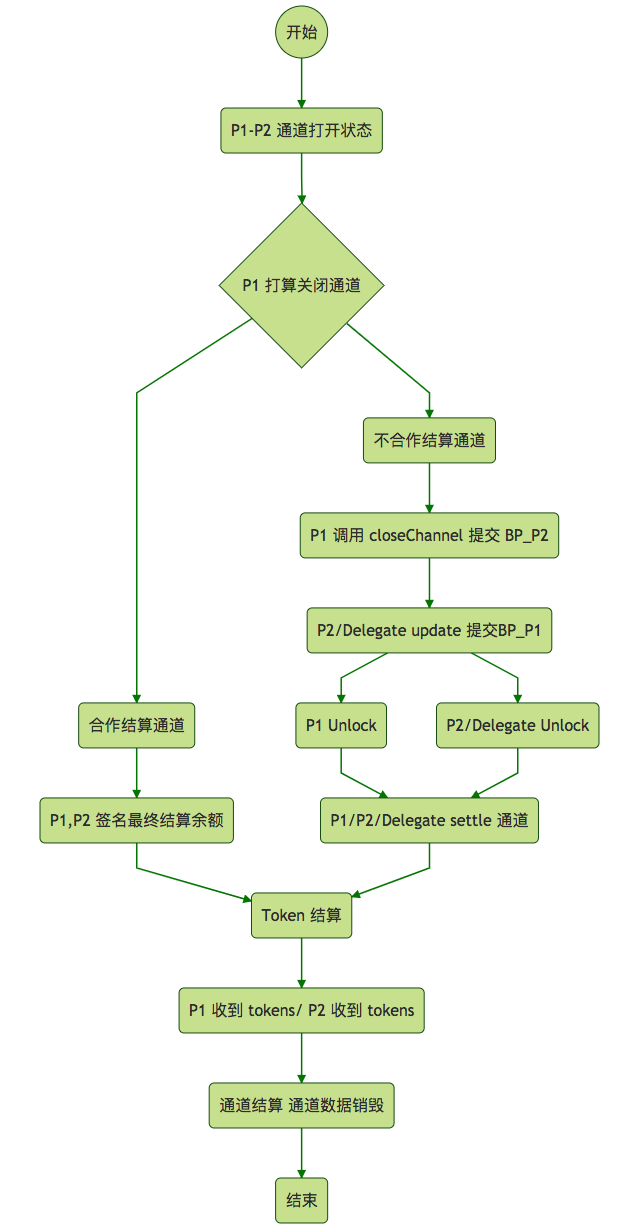 开始
P1-P2 通道打开状态
P1 打算关闭通道
不合作结算通道
P1 调用 closeChannel 提交 BP_P2
P2/Delegate update 提交BP_P1
合作结算通道
P1 Unlock
P2/Delegate Unlock
P1,P2 签名最终结算余额
P1/P2/Delegate settle 通道
Token 结算
P1 收到 tokens/ P2 收到 tokens
通道结算 通道数据销毁
结束